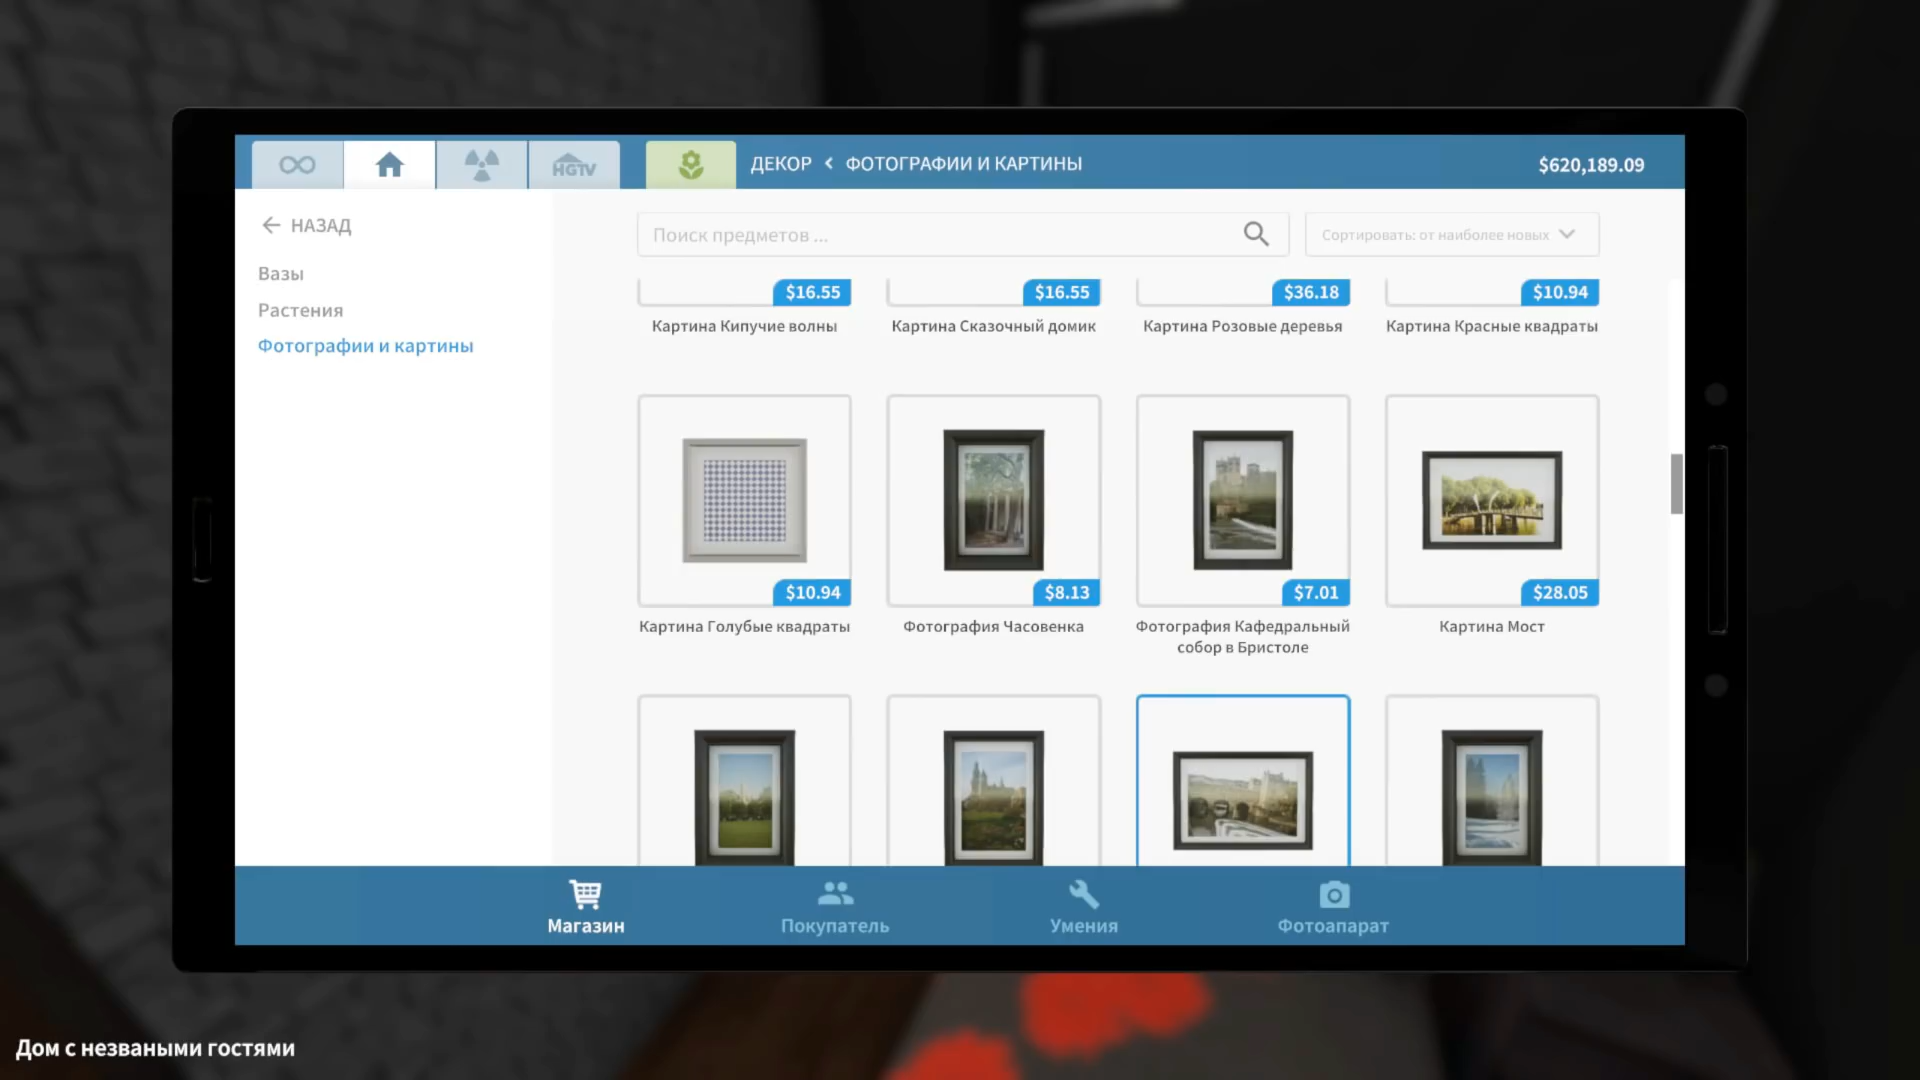 HGTV
ДЕКОР < ФОТОГРАФИИ И КАРТИНЫ
$620,189.09
НАЗАД
Вазы
Растения
Фотографии и картины
Поиск предметов ...
Сортировать: от наиболее новых
$16.55
$16.55
$36.18
$10.94
Картина Кипучие волны
Картина Сказочный домик
Картина Розовые деревья
Картина Красные квадраты
$10.94
$8.13
$7.01
$28.05
Картина Голубые квадраты
Фотография Часовенка
Фотография Кафедральный
собор в Бристоле
Картина Мост
Магазин
Покупатель
Умения
Фотоаппарат
Дом с незваными гостями